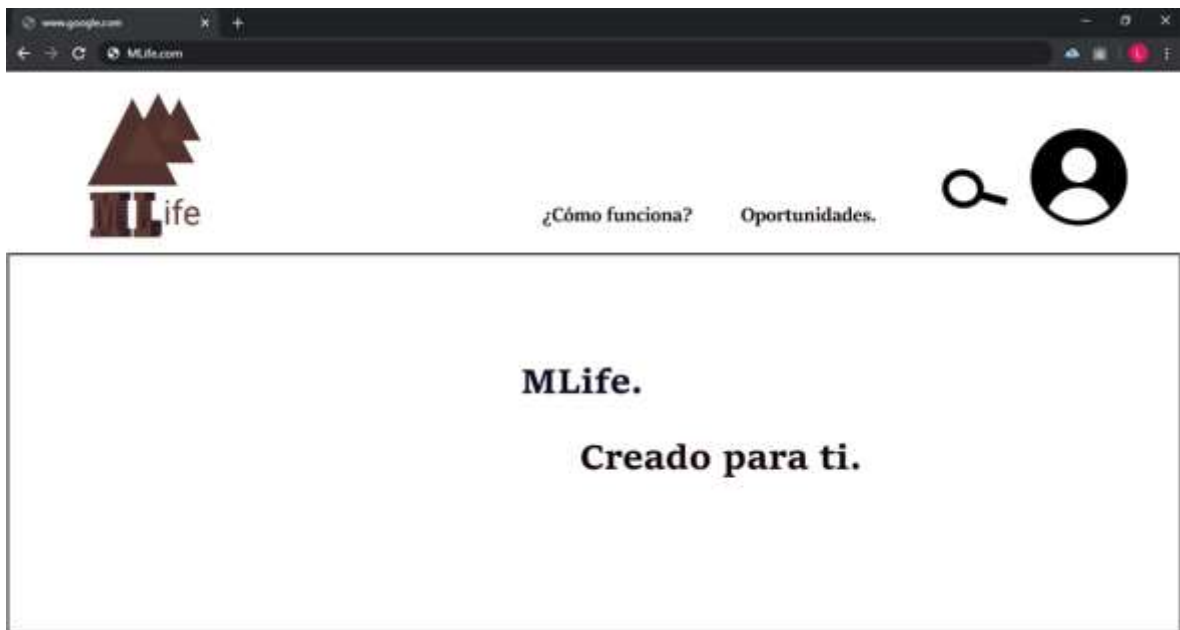 www.google.com
MLife.com
L
MLife
¿Cómo funciona? Oportunidades.
MLife.
Creado para ti.